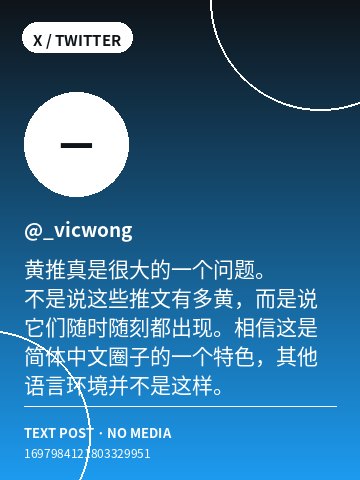 X / TWITTER
@_vicwong
黄推真是很大的一个问题。
不是说这些推文有多黄，而是说
它们随时随刻都出现。相信这是
简体中文圈子的一个特色，其他
语言环境并不是这样。
TEXT POST · NO MEDIA
1697984121803329951